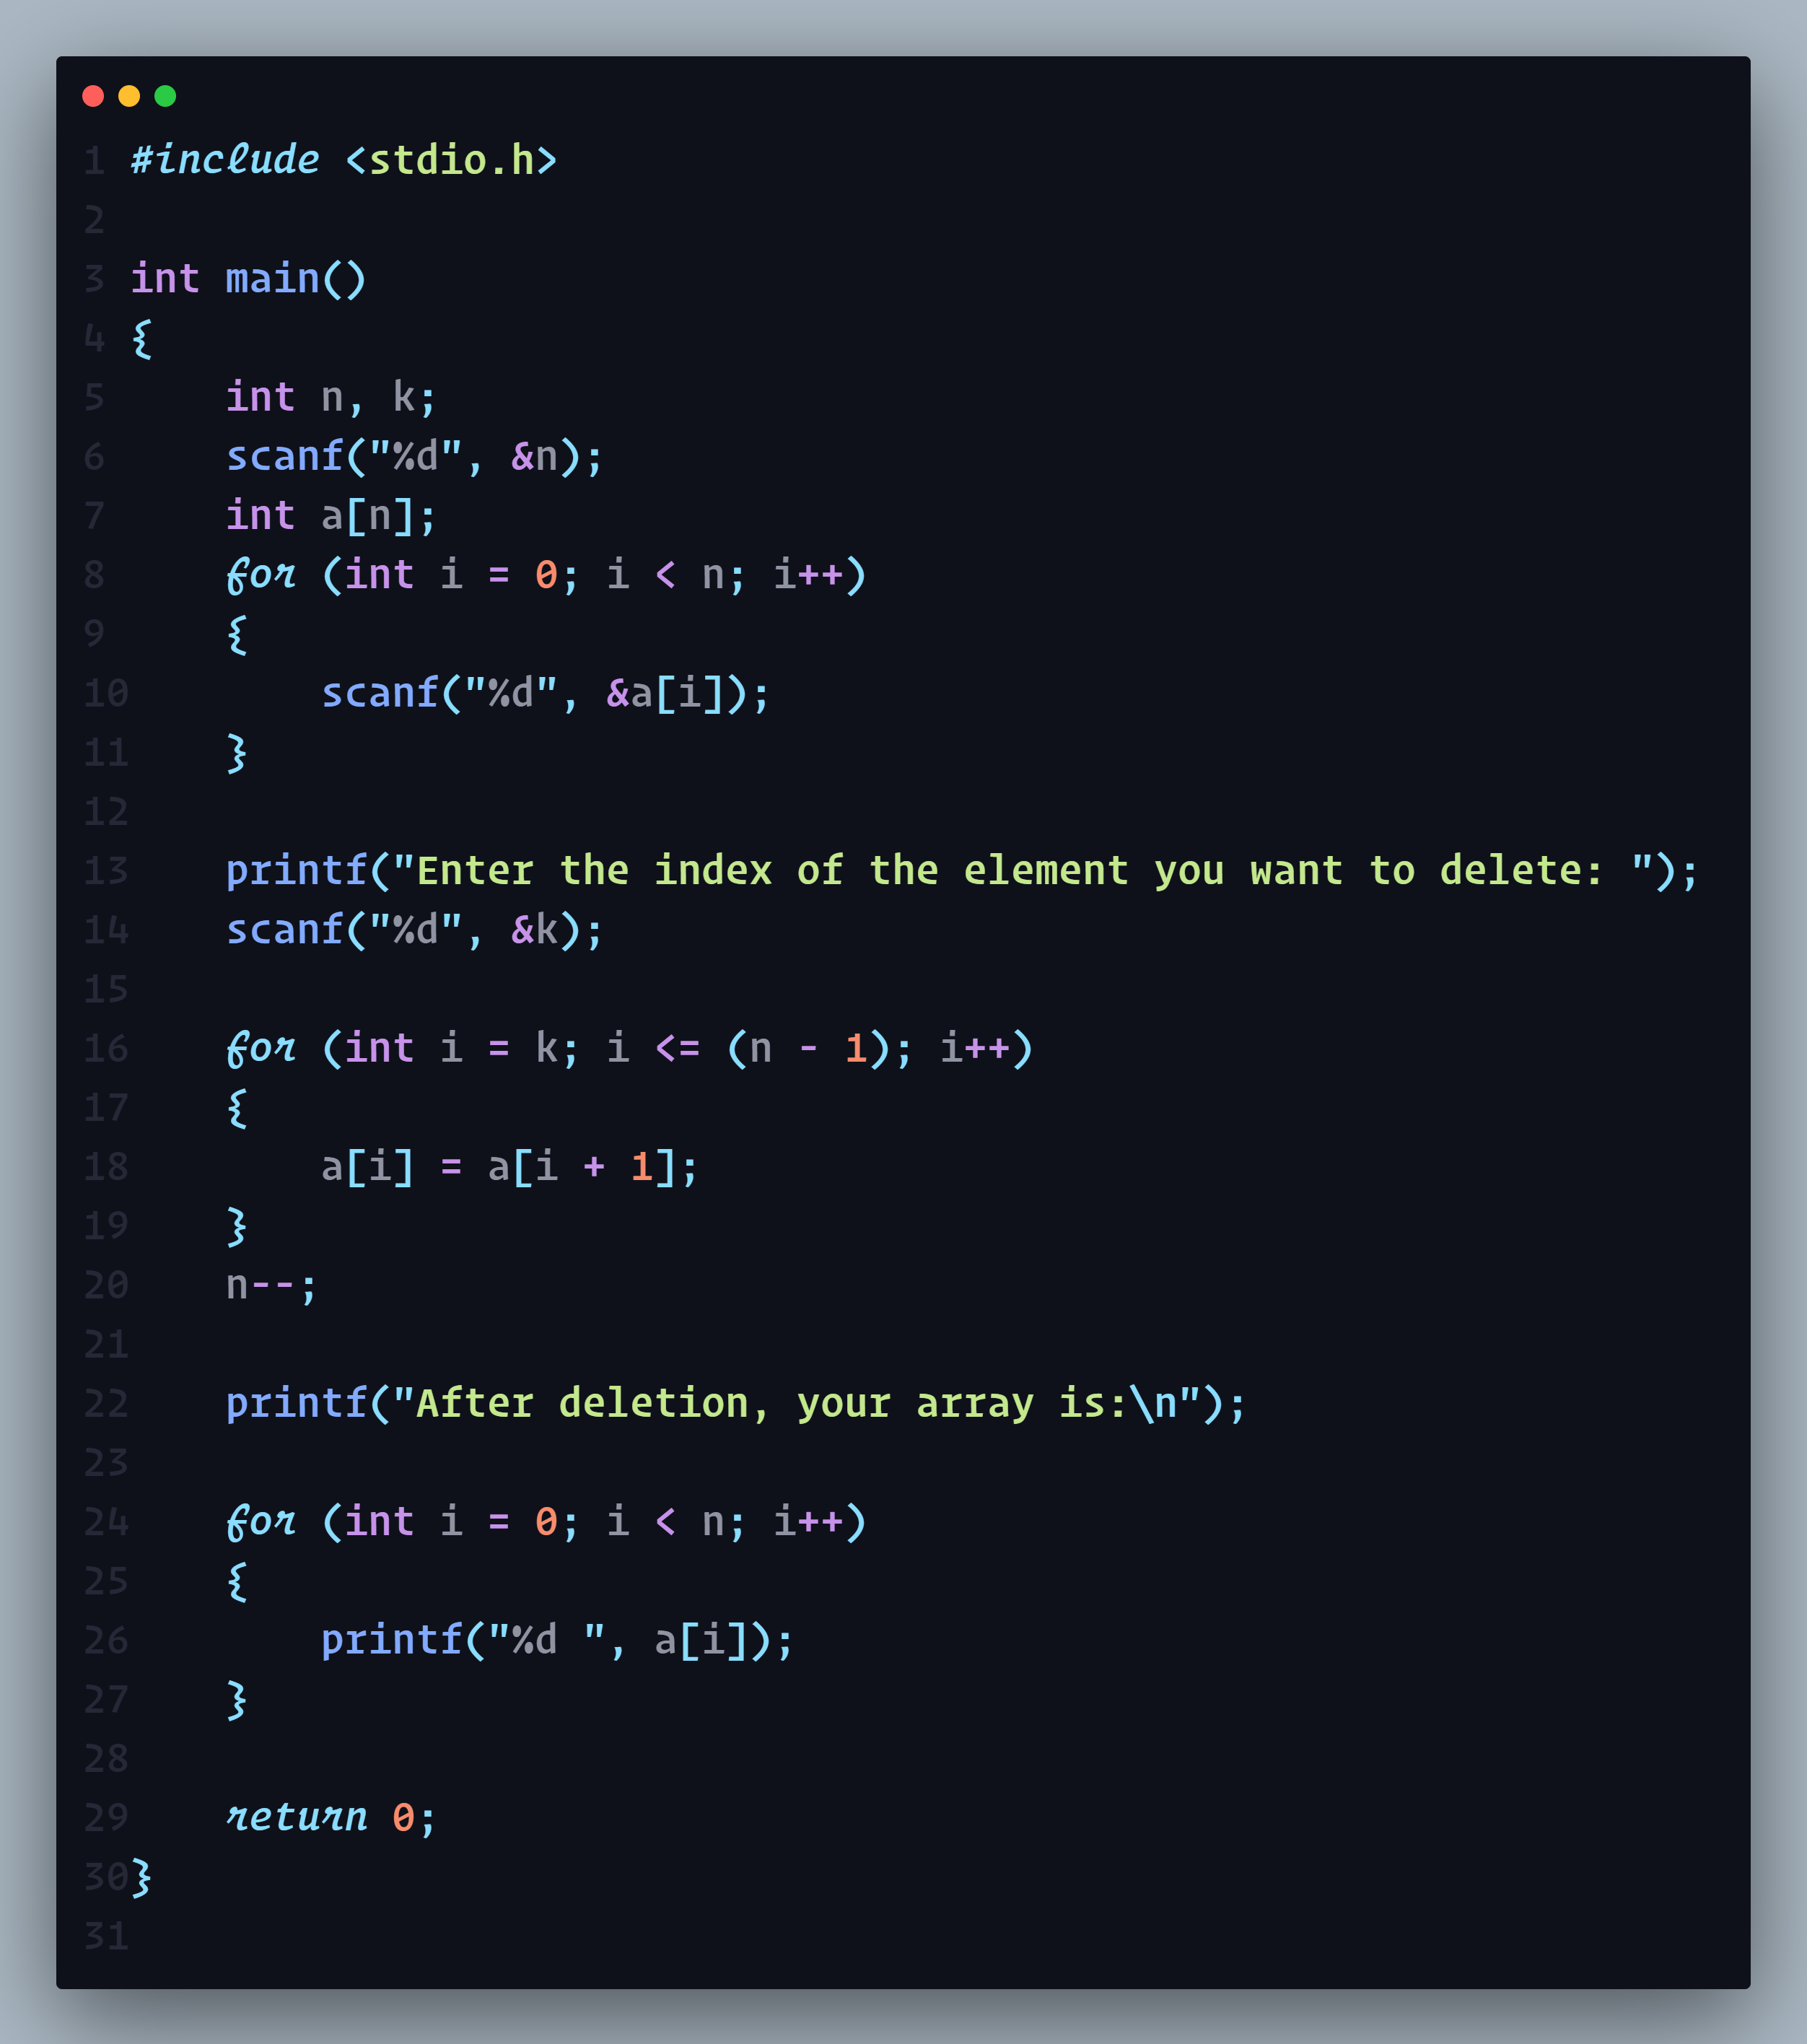 1 #include <stdio.h>
2
3 int main()
4 {
5     int n, k;
6     scanf("%d", &n);
7     int a[n];
8     for (int i = 0; i < n; i++)
9     {
10         scanf("%d", &a[i]);
11     }
12
13     printf("Enter the index of the element you want to delete: ");
14     scanf("%d", &k);
15
16     for (int i = k; i <= (n - 1); i++)
17     {
18         a[i] = a[i + 1];
19     }
20     n--;
21
22     printf("After deletion, your array is:\n");
23
24     for (int i = 0; i < n; i++)
25     {
26         printf("%d ", a[i]);
27     }
28
29     return 0;
30 }
31